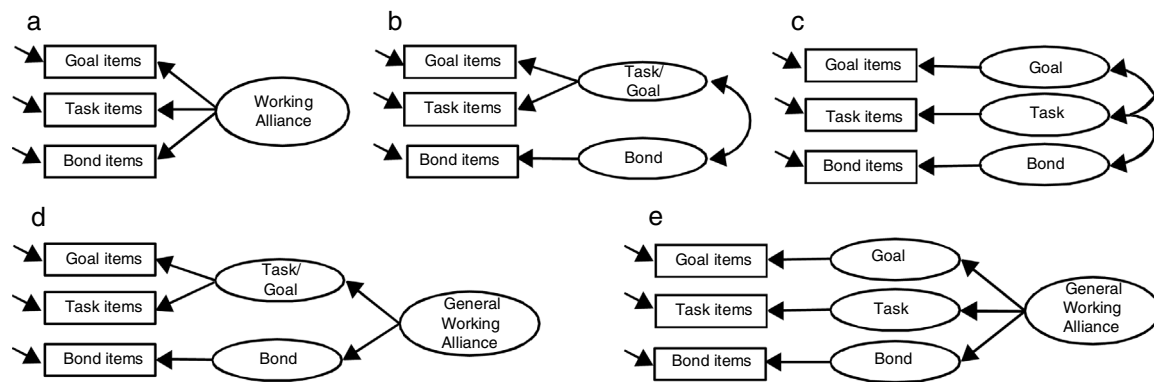 a
Goal items
Task items
Bond items
Working
Alliance
b
Goal items
Task items
Bond items
Task/
Goal
Bond
c
Goal items
Task items
Bond items
Goal
Task
Bond
d
Goal items
Task items
Bond items
Task/
Goal
Bond
General
Working
Alliance
e
Goal items
Task items
Bond items
Goal
Task
Bond
General
Working
Alliance